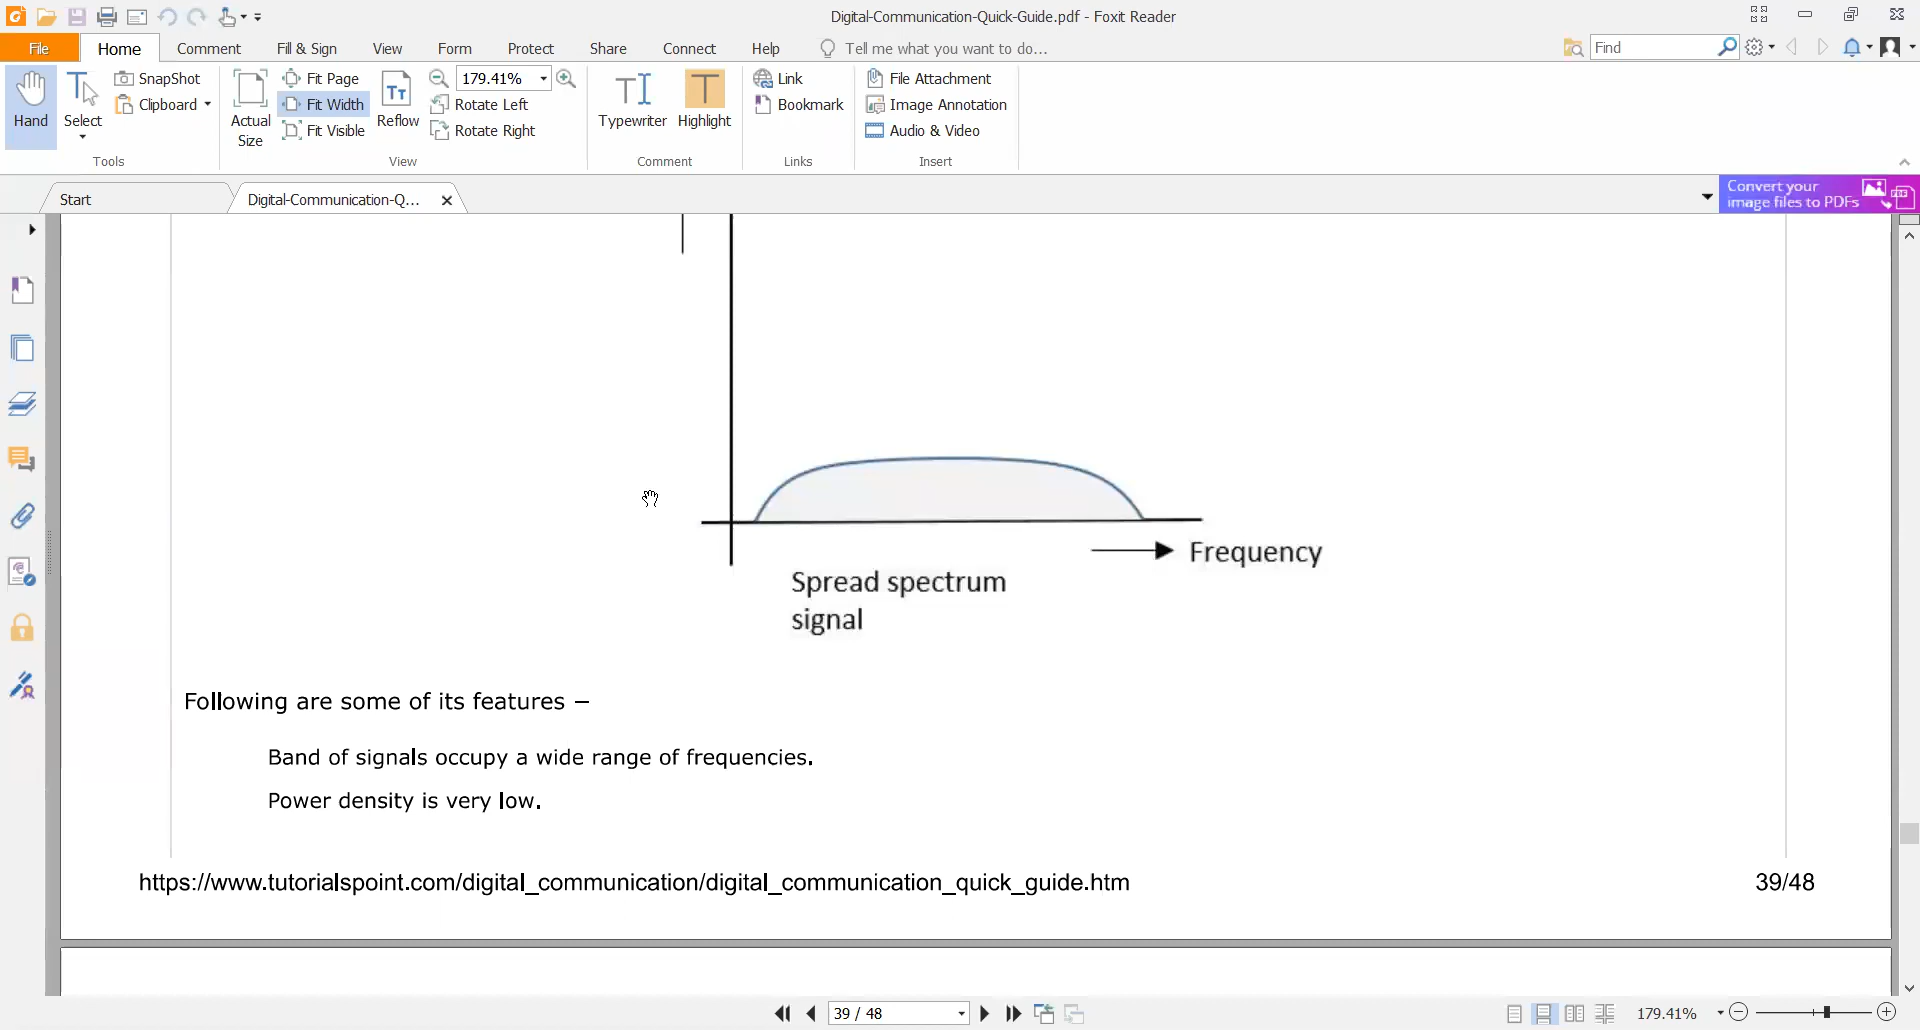 Digital-Communication-Quick-Guide.pdf - Foxit Reader
File Home Comment Fill & Sign View Form Protect Share Connect Help Tell me what you want to do... Find
Hand
Select
SnapShot
Clipboard
Tools
Actual
Size
Fit Page
Fit Width
Fit Visible
Reflow
179.41%
Rotate Left
Rotate Right
View
Typewriter
Highlight
Comment
Link
Bookmark
Links
File Attachment
Image Annotation
Audio & Video
Insert
Start
Digital-Communication-Q...
Convert your
image files to PDFs
Frequency
Spread spectrum
signal
Following are some of its features −
Band of signals occupy a wide range of frequencies.
Power density is very low.
https://www.tutorialspoint.com/digital_communication/digital_communication_quick_guide.htm 39/48
39 / 48
179.41%